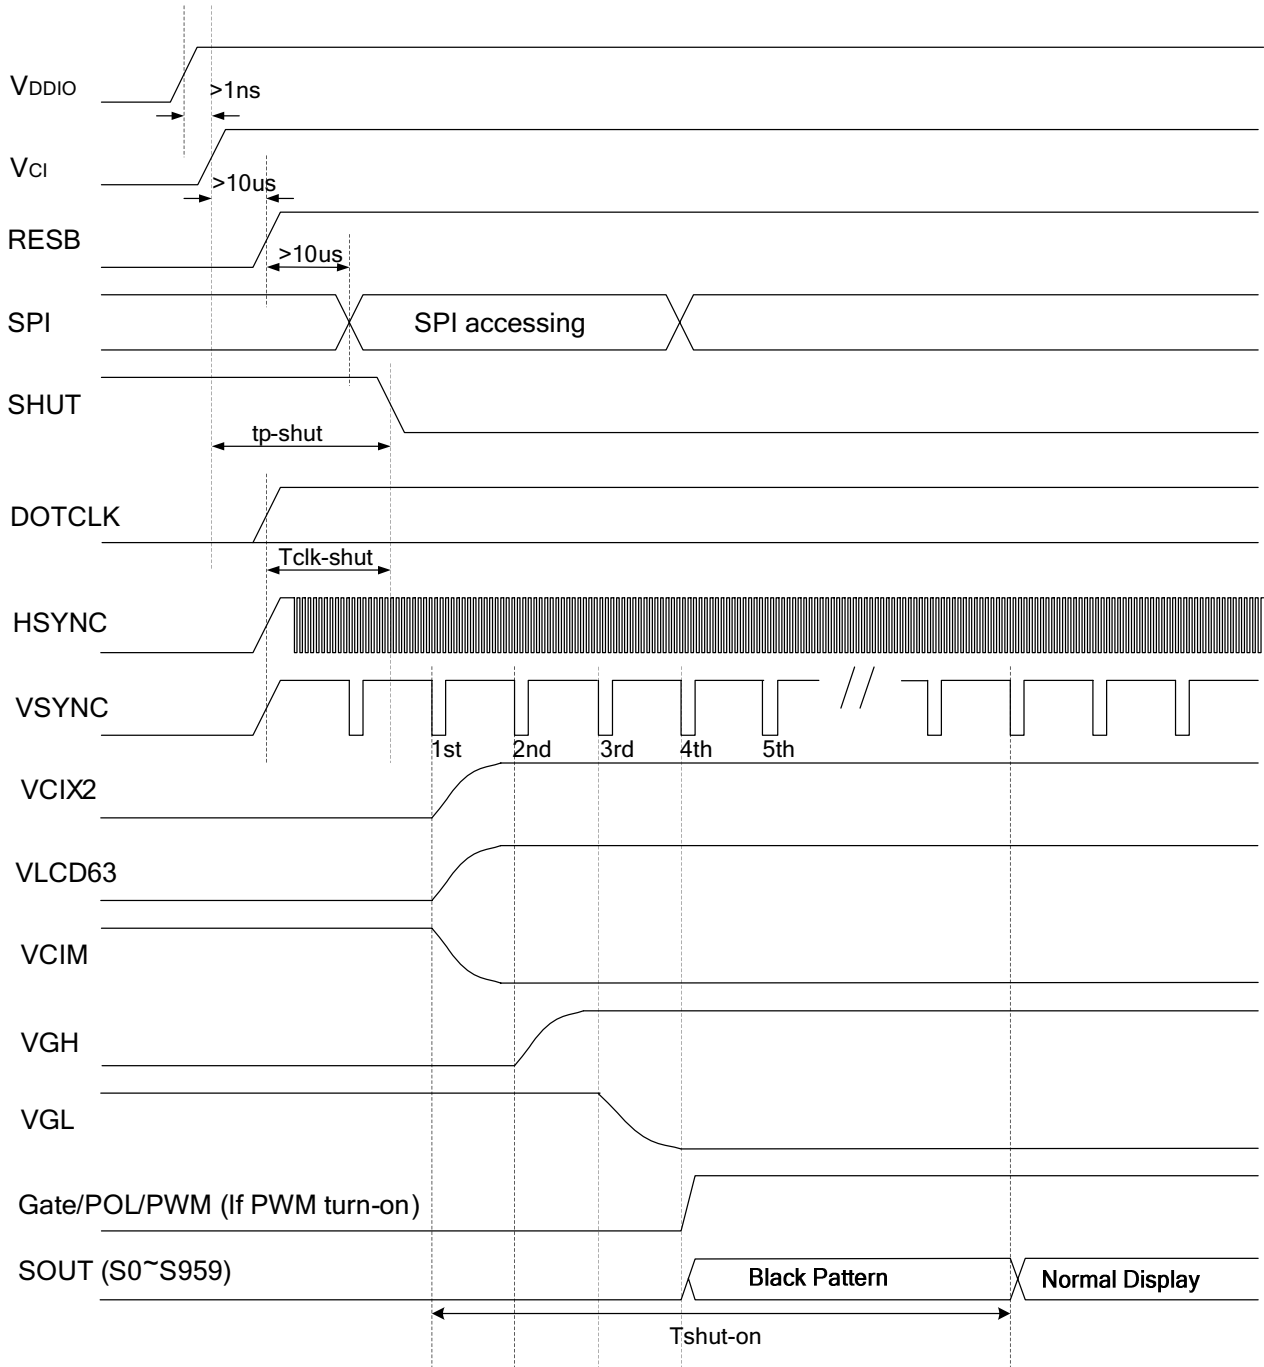 VDDIO
>1ns
VCI
>10us
RESB
>10us
SPI
SPI accessing
SHUT
tp-shut
DOTCLK
Tclk-shut
HSYNC
VSYNC
1st 2nd 3rd 4th 5th
VCIX2
VLCD63
VCIM
VGH
VGL
Gate/POL/PWM (If PWM turn-on)
SOUT (S0~S959)
Black Pattern
Normal Display
Tshut-on